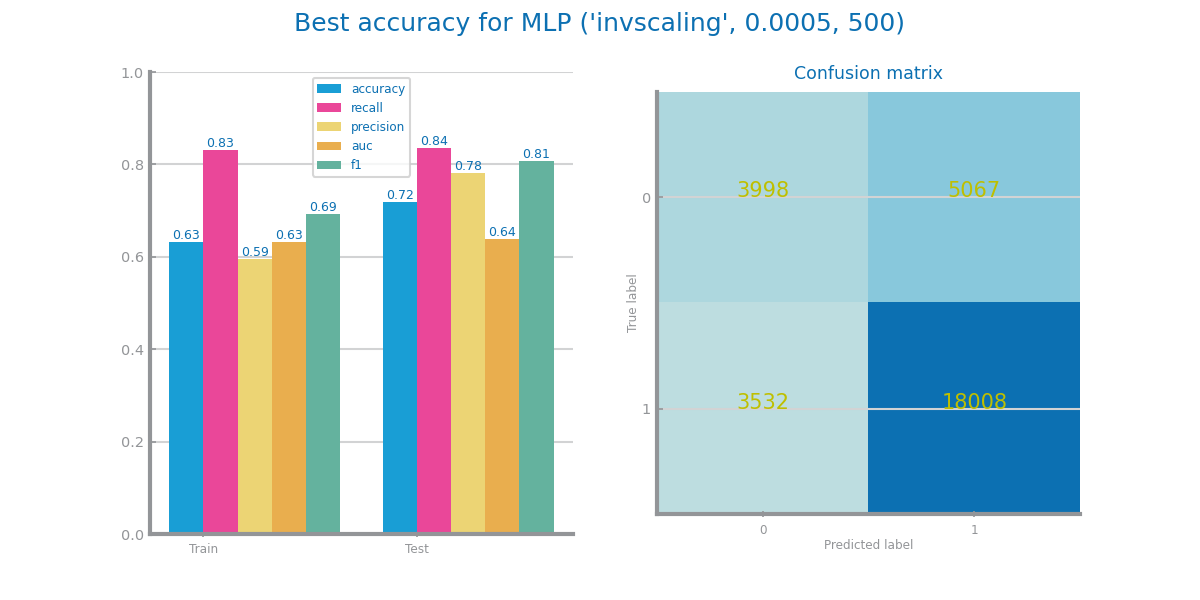 Best accuracy for MLP ('invscaling', 0.0005, 500)
1.0
0.8
0.6
0.4
0.2
0.0
accuracy
recall
precision
auc
f1
0.63
0.83
0.59
0.63
0.69
0.72
0.84
0.78
0.64
0.81
Train
Test
Confusion matrix
True label
0
1
3998 5067
3532 18008
0 1
Predicted label